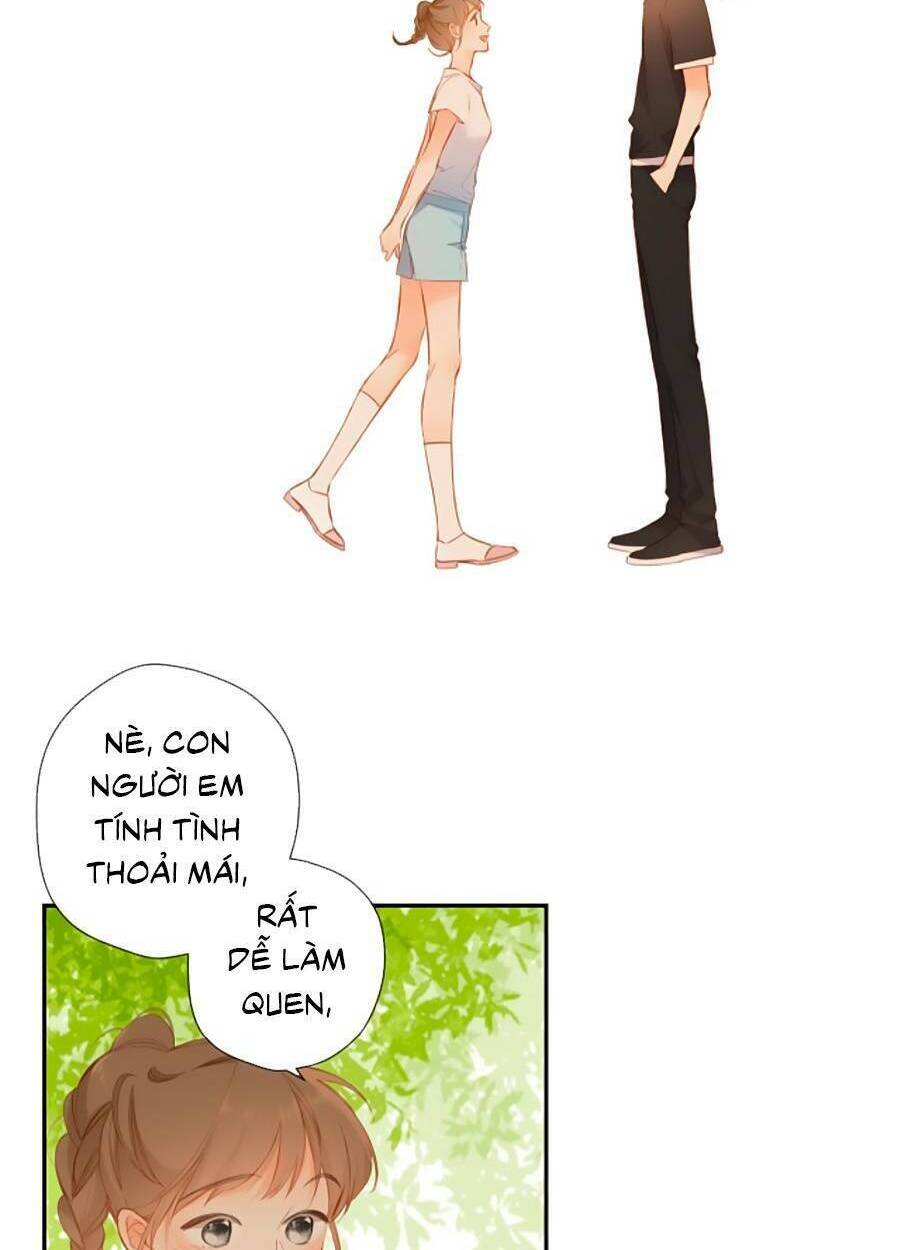 NÈ, CON
NGƯỜI EM
TÍNH TÌNH
THOẢI MÁI,
RẤT
DỄ LÀM
QUEN,